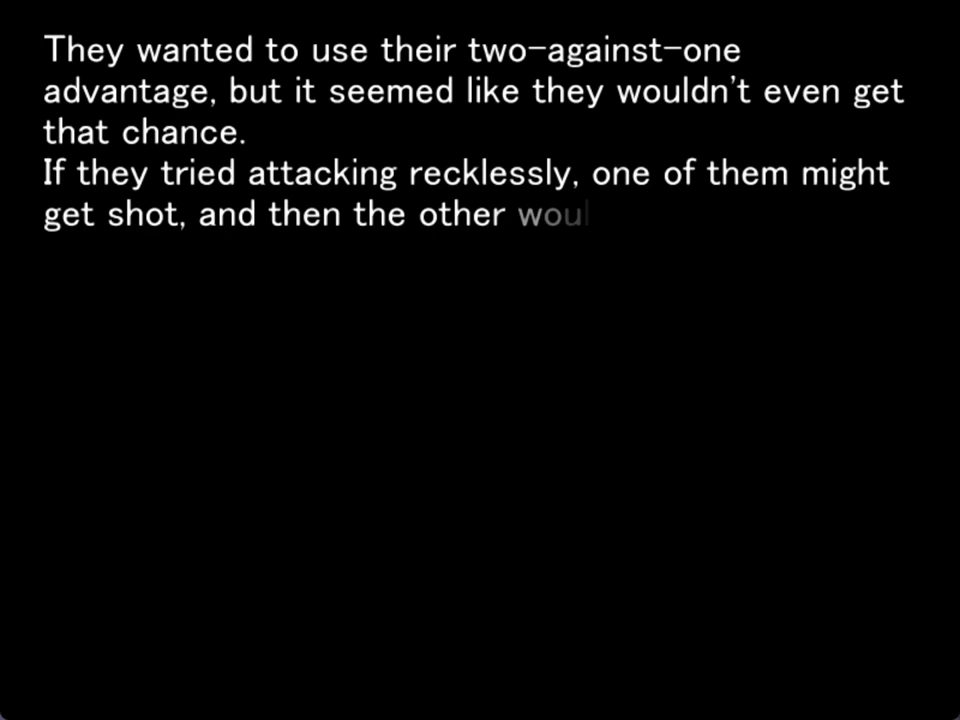 They wanted to use their two-against-one
advantage, but it seemed like they wouldn't even get
that chance.
If they tried attacking recklessly, one of them might
get shot, and then the other woul